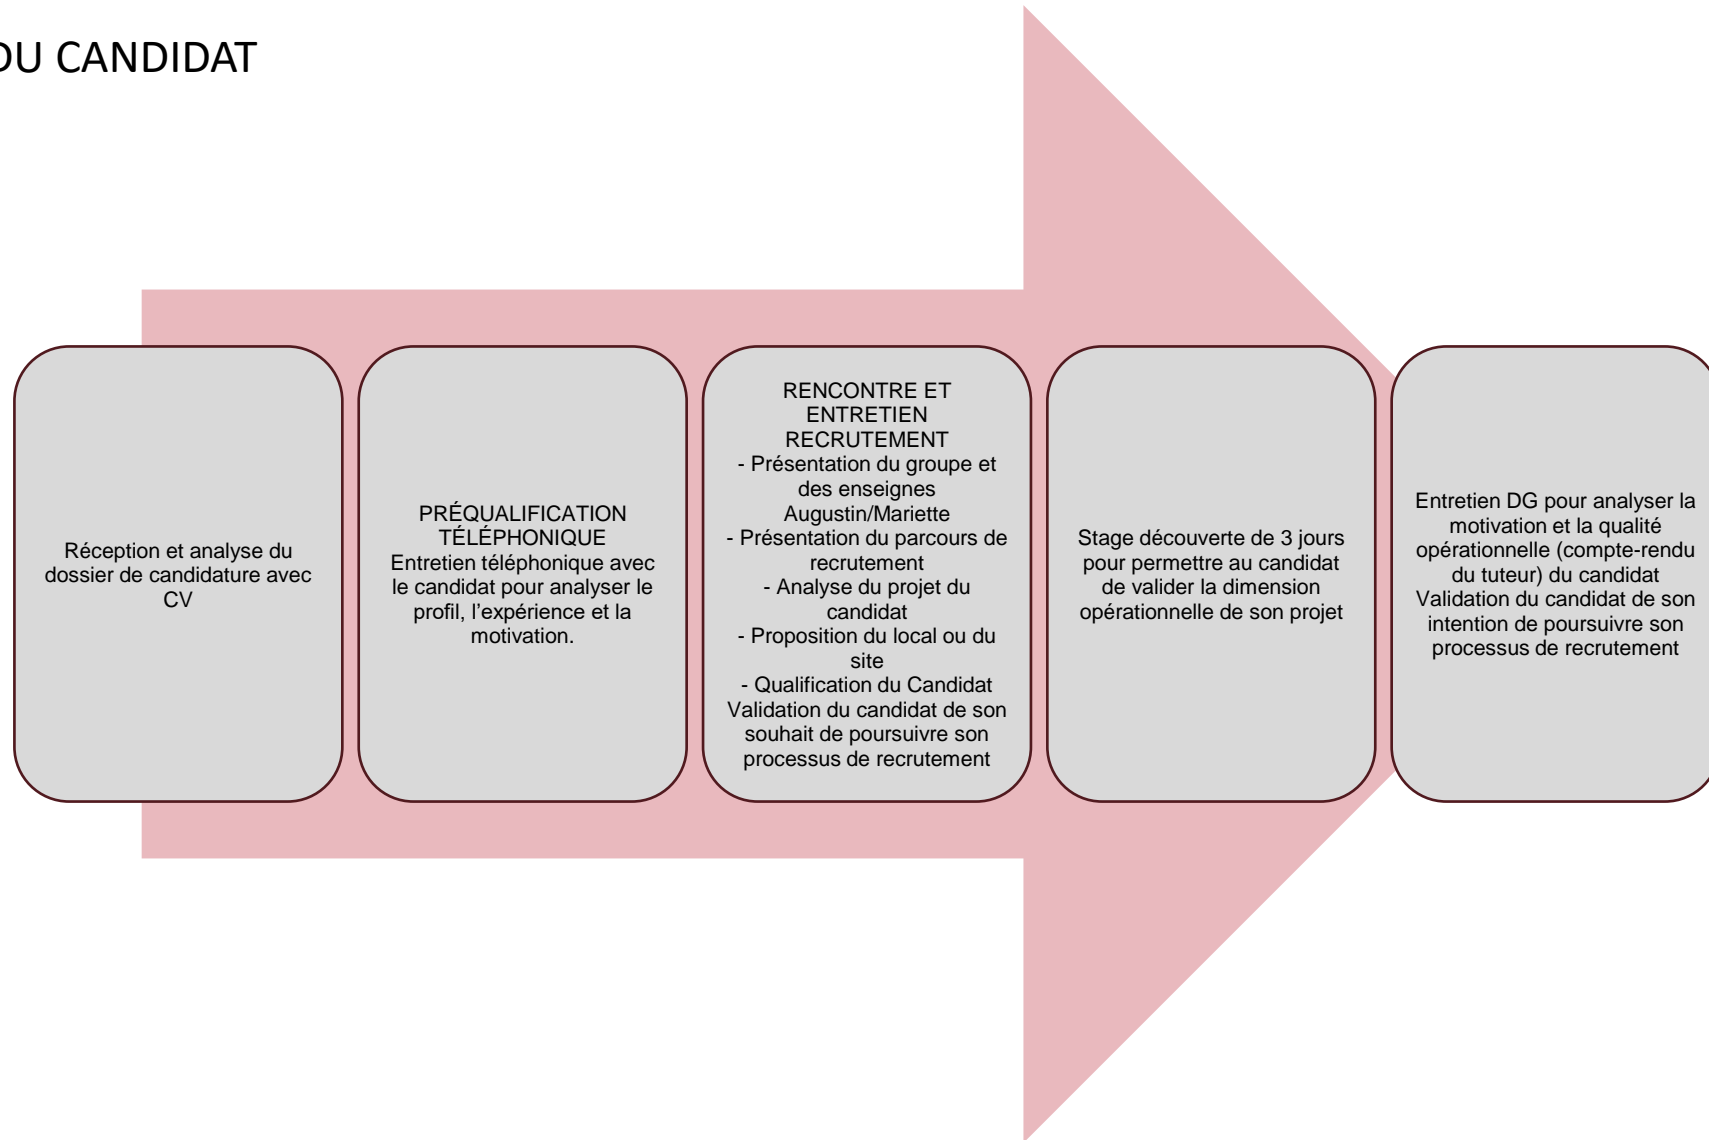 DU CANDIDAT
Réception et analyse du
dossier de candidature avec
CV
PRÉQUALIFICATION
TÉLÉPHONIQUE
Entretien téléphonique avec
le candidat pour analyser le
profil, l’expérience et la
motivation.
RENCONTRE ET
ENTRETIEN
RECRUTEMENT
- Présentation du groupe et
des enseignes
Augustin/Mariette
- Présentation du parcours de
recrutement
- Analyse du projet du
candidat
- Proposition du local ou du
site
- Qualification du Candidat
Validation du candidat de son
souhait de poursuivre son
processus de recrutement
Stage découverte de 3 jours
pour permettre au candidat
de valider la dimension
opérationnelle de son projet
Entretien DG pour analyser la
motivation et la qualité
opérationnelle (compte-rendu
du tuteur) du candidat
Validation du candidat de son
intention de poursuivre son
processus de recrutement